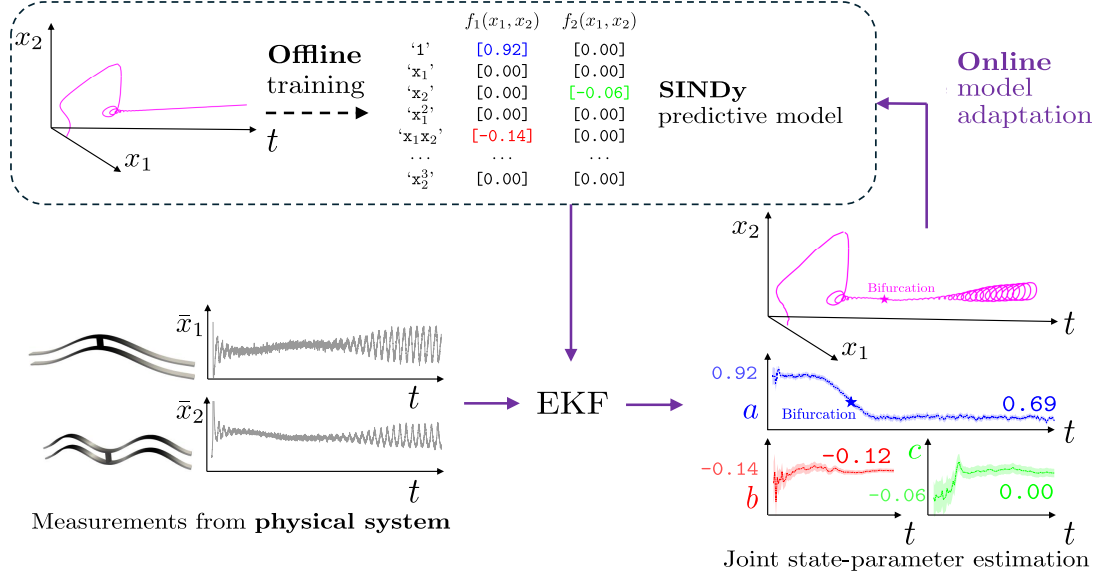 x₂
x₁
t
Offline
training
f₁(x₁, x₂) f₂(x₁, x₂)
‘1’ [0.92] [0.00]
‘x₁’ [0.00] [0.00]
‘x₂’ [0.00] [-0.06]
‘x₁²’ [0.00] [0.00]
‘x₁x₂’ [-0.14] [0.00]
... ... ...
‘x₂³’ [0.00] [0.00]
SINDy
predictive model
Online
model
adaptation
x̄₁
t
x̄₂
t
Measurements from physical system
EKF
x₂
Bifurcation
t
x₁
0.92
a
Bifurcation
0.69
t
-0.14
b
-0.12
t
c
-0.06
0.00
t
Joint state-parameter estimation